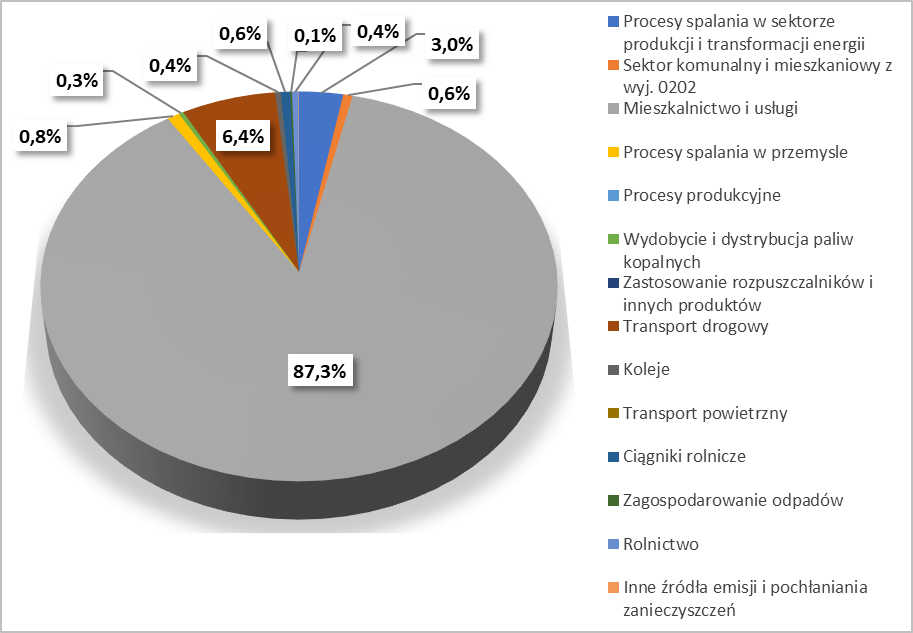 0,6%
0,1%
0,4%
3,0%
0,4%
0,3%
0,6%
0,8%
6,4%
87,3%
Procesy spalania w sektorze
produkcji i transformacji energii
Sektor komunalny i mieszkaniowy z
wyj. 0202
Mieszkalnictwo i usługi
Procesy spalania w przemysle
Procesy produkcyjne
Wydobycie i dystrybucja paliw
kopalnych
Zastosowanie rozpuszczalników i
innych produktów
Transport drogowy
Koleje
Transport powietrzny
Ciągniki rolnicze
Zagospodarowanie odpadów
Rolnictwo
Inne źródła emisji i pochłaniania
zanieczyszczeń